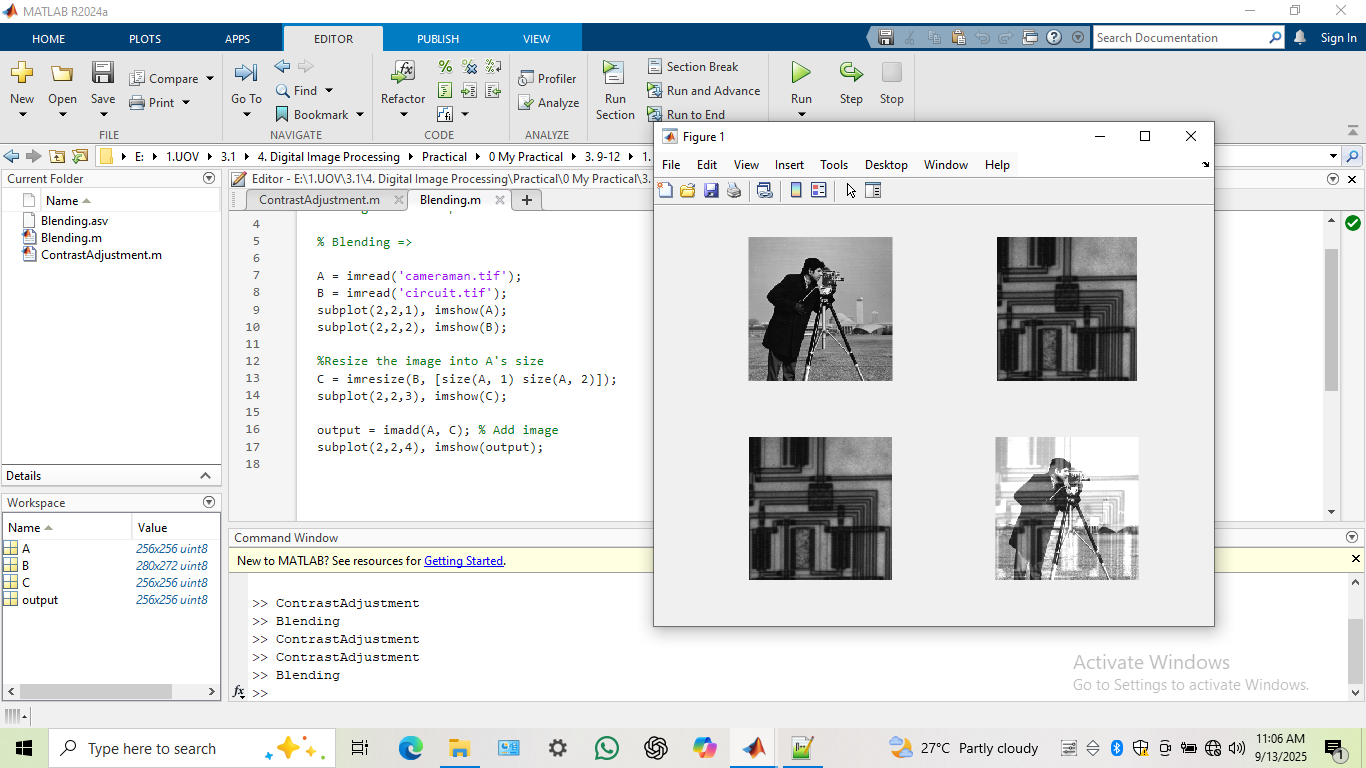 MATLAB R2024a
HOME PLOTS APPS EDITOR PUBLISH VIEW
Search Documentation
Sign In
New Open Save Compare Print
Go To Find Bookmark
Refactor
Profiler Analyze
Run Section Section Break Run and Advance Run to End
Run Step Stop
FILE NAVIGATE CODE ANALYZE
E: 1.UOV 3.1 4. Digital Image Processing Practical 0 My Practical 3. 9-12 1.
Current Folder
Name
Blending.asv
Blending.m
ContrastAdjustment.m
Details
Workspace
Name Value
A 256x256 uint8
B 280x272 uint8
C 256x256 uint8
output 256x256 uint8
Editor - E:\1.UOV\3.1\4. Digital Image Processing\Practical\0 My Practical\3.
ContrastAdjustment.m Blending.m
4
5 % Blending =>
6
7 A = imread('cameraman.tif');
8 B = imread('circuit.tif');
9 subplot(2,2,1), imshow(A);
10 subplot(2,2,2), imshow(B);
11
12 %Resize the image into A's size
13 C = imresize(B, [size(A, 1) size(A, 2)]);
14 subplot(2,2,3), imshow(C);
15
16 output = imadd(A, C); % Add image
17 subplot(2,2,4), imshow(output);
18
Command Window
New to MATLAB? See resources for Getting Started.
>> ContrastAdjustment
>> Blending
>> ContrastAdjustment
>> ContrastAdjustment
>> Blending
fx >>
Figure 1
File Edit View Insert Tools Desktop Window Help
Activate Windows
Go to Settings to activate Windows.
Type here to search
27°C Partly cloudy
11:06 AM
9/13/2025
1